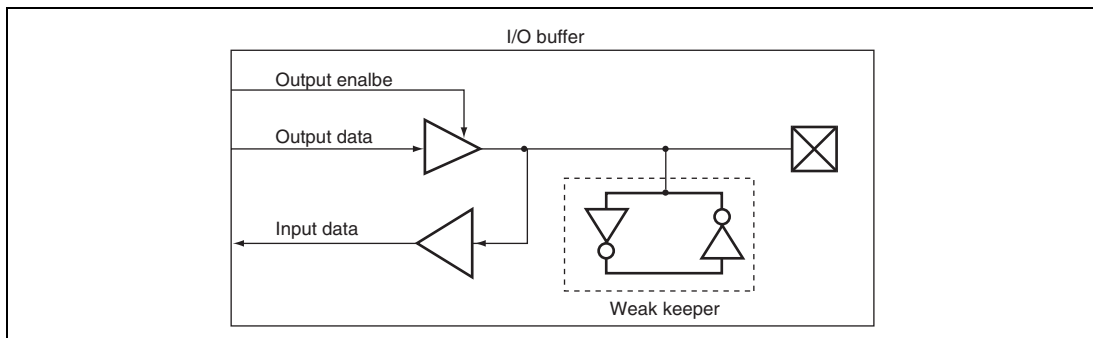 I/O buffer
Output enalbe
Output data
Input data
Weak keeper